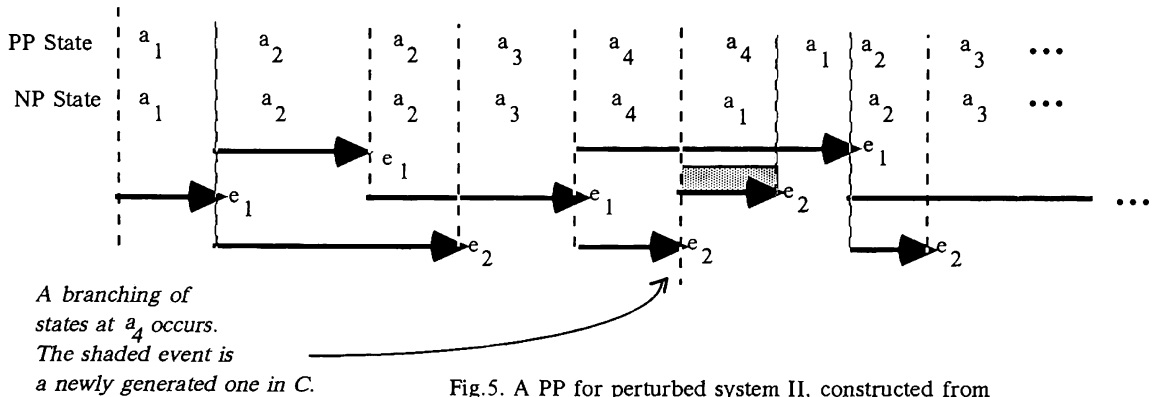 PP State a1 a2 a2 a3 a4 a4 a1 a2 a3 •••
NP State a1 a2 a2 a3 a4 a1 a2 a3 •••
e1 e1
e1 e1 e2 •••
e2 e2 e2
A branching of
states at a4 occurs.
The shaded event is
a newly generated one in C.
Fig.5. A PP for perturbed system II, constructed from